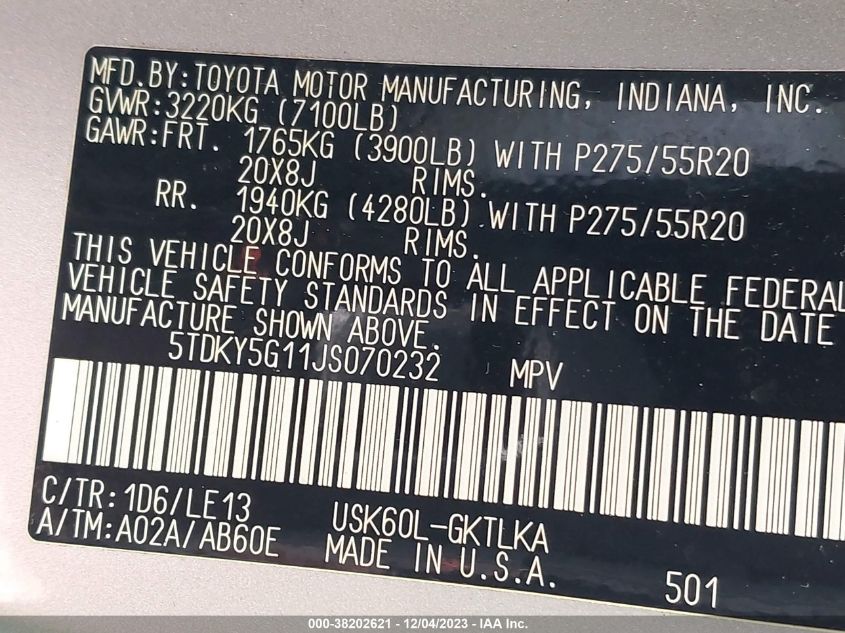 MFD.BY:TOYOTA MOTOR MANUFACTURING, INDIANA, INC.
GVWR:3220KG (7100LB)
GAWR:FRT. 1765KG (3900LB) WITH P275/55R20
20X8J RIMS.
RR. 1940KG (4280LB) WITH P275/55R20
20X8J RIMS.
THIS VEHICLE CONFORMS TO ALL APPLICABLE FEDERAL
VEHICLE SAFETY STANDARDS IN EFFECT ON THE DATE
MANUFACTURE SHOWN ABOVE.
5TDKY5G11JS070232 MPV
C/TR:1D6/LE13 USK60L-GKTLKA
A/TM:A02A/AB60E MADE IN U.S.A. 501
000-38202621 - 12/04/2023 - IAA Inc.